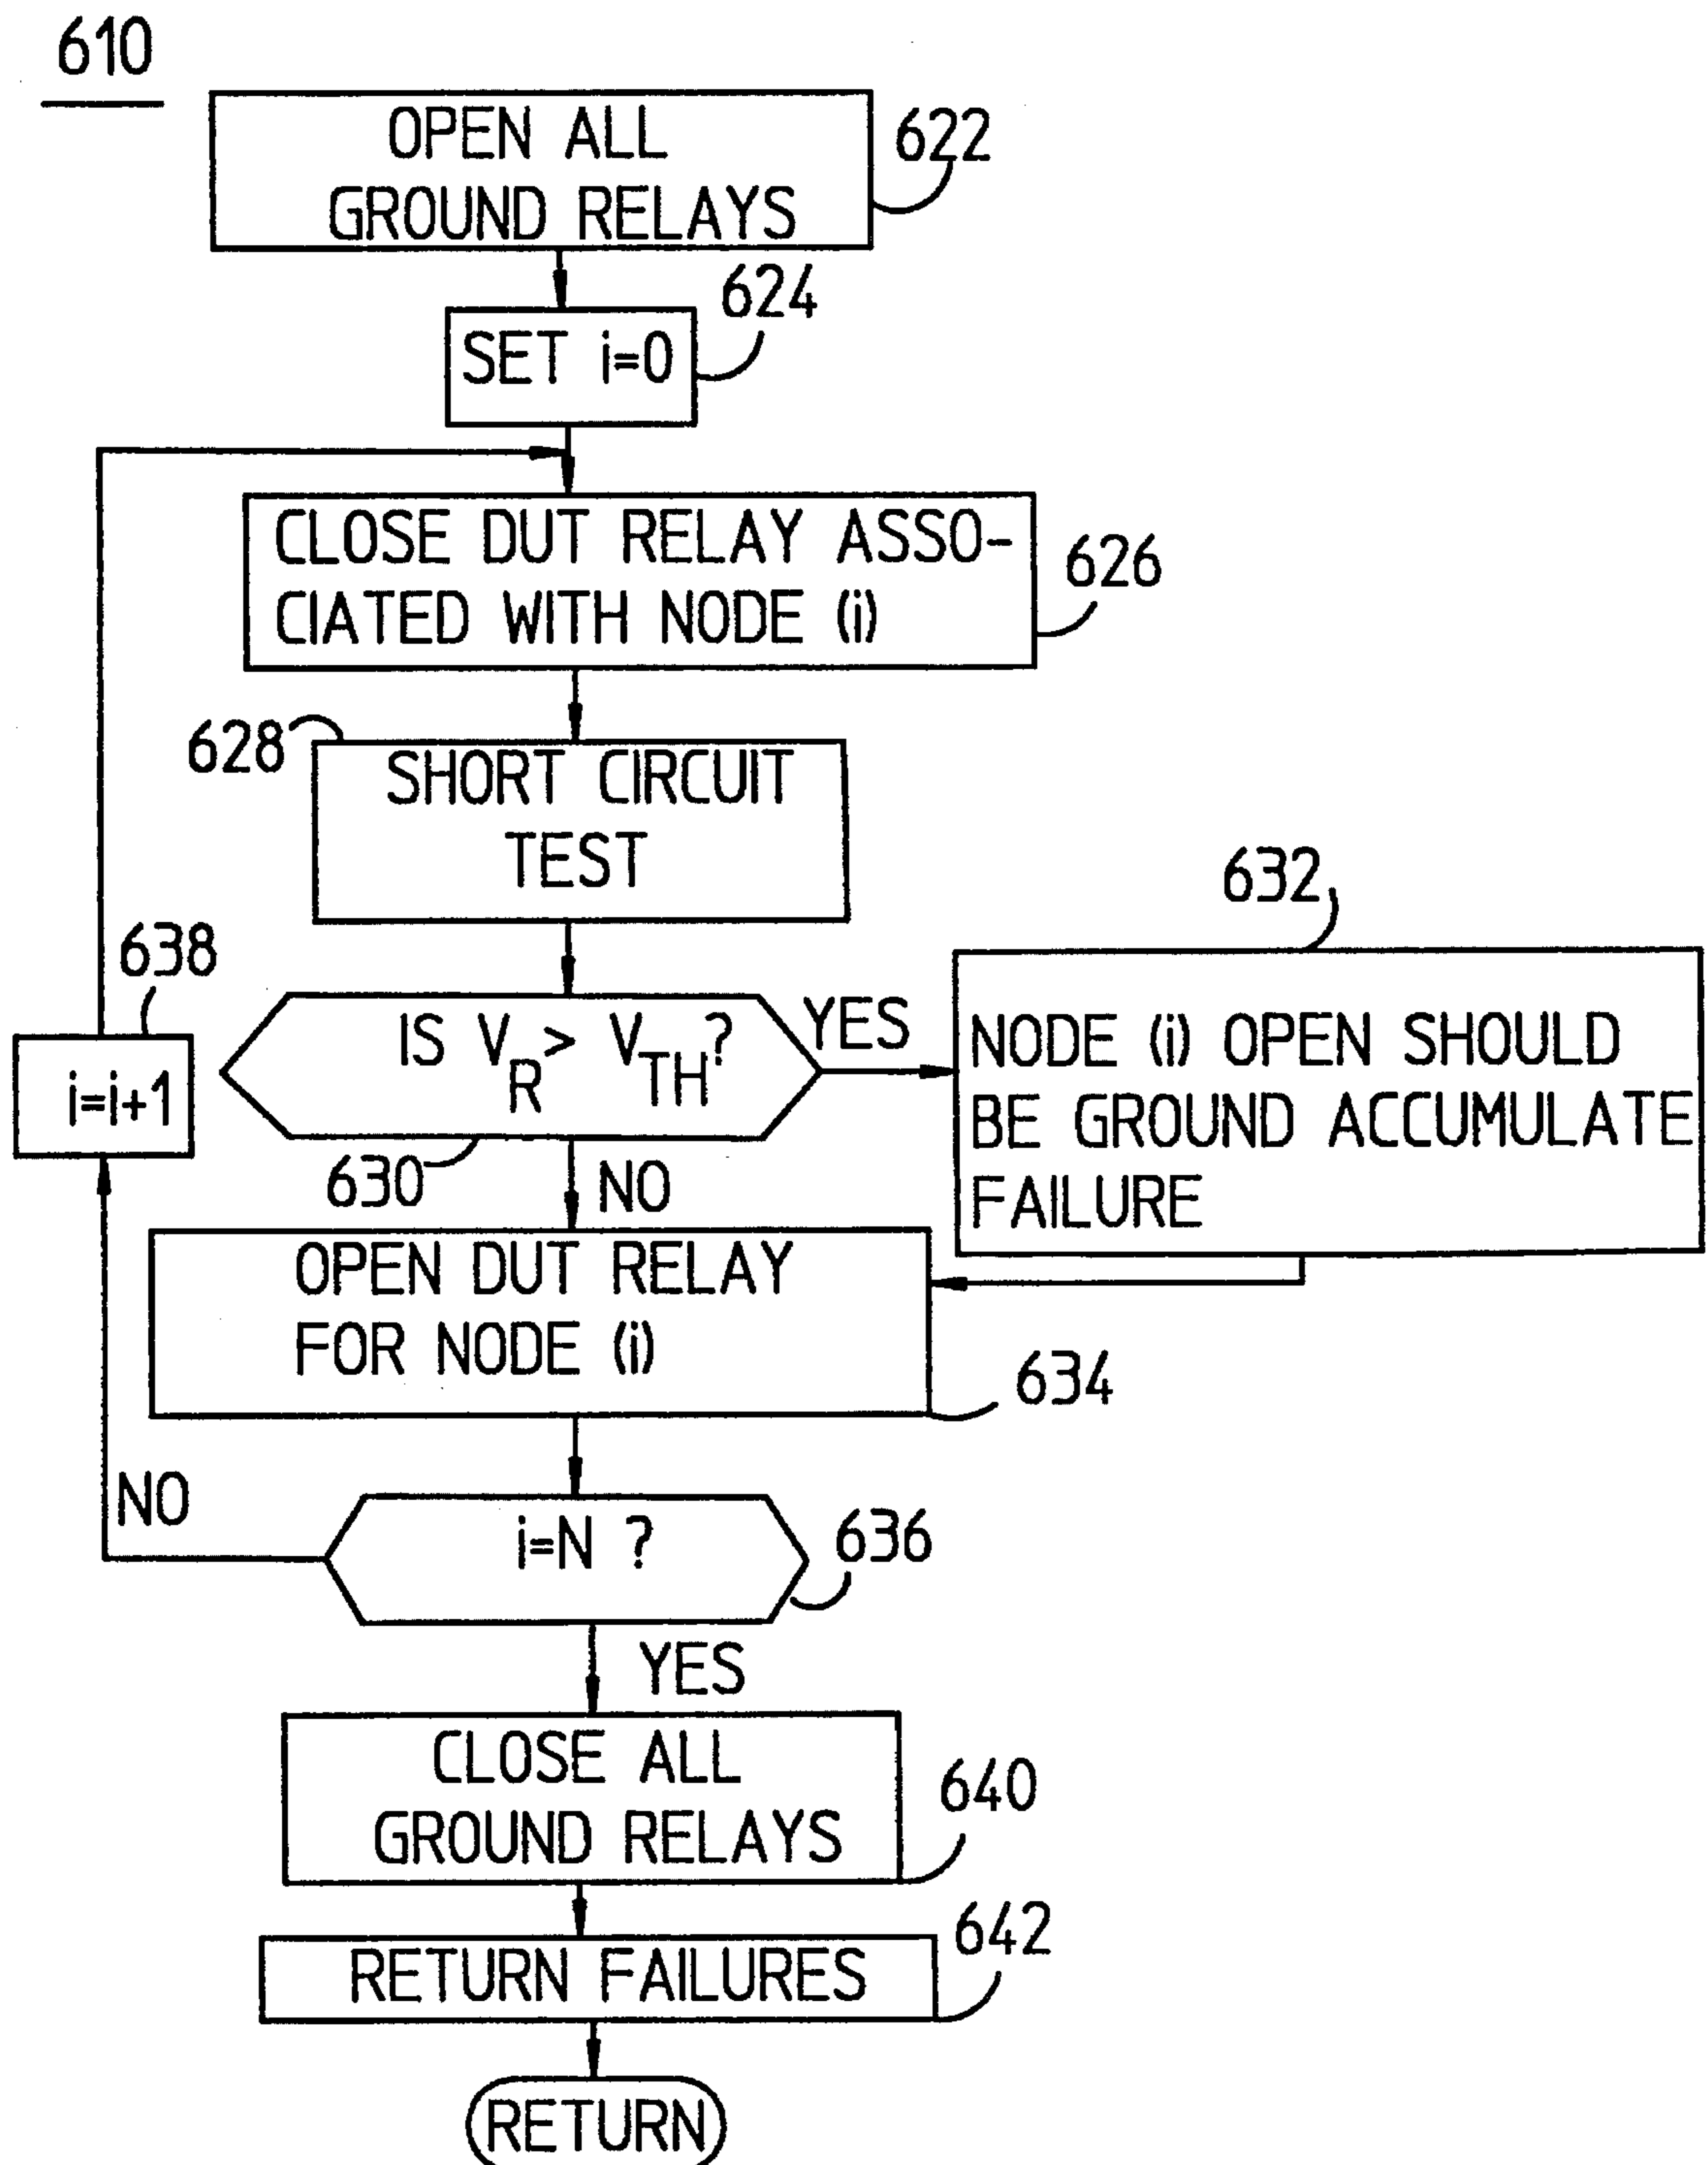 610
OPEN ALL
GROUND RELAYS
622
SET i=0
624
CLOSE DUT RELAY ASSO-
CIATED WITH NODE (i)
626
628
SHORT CIRCUIT
TEST
632
638
i=i+1
IS VR > VTH?
YES
630
NO
NODE (i) OPEN SHOULD
BE GROUND ACCUMULATE
FAILURE
OPEN DUT RELAY
FOR NODE (i)
634
NO
i=N ?
636
YES
CLOSE ALL
GROUND RELAYS
640
RETURN FAILURES
642
RETURN